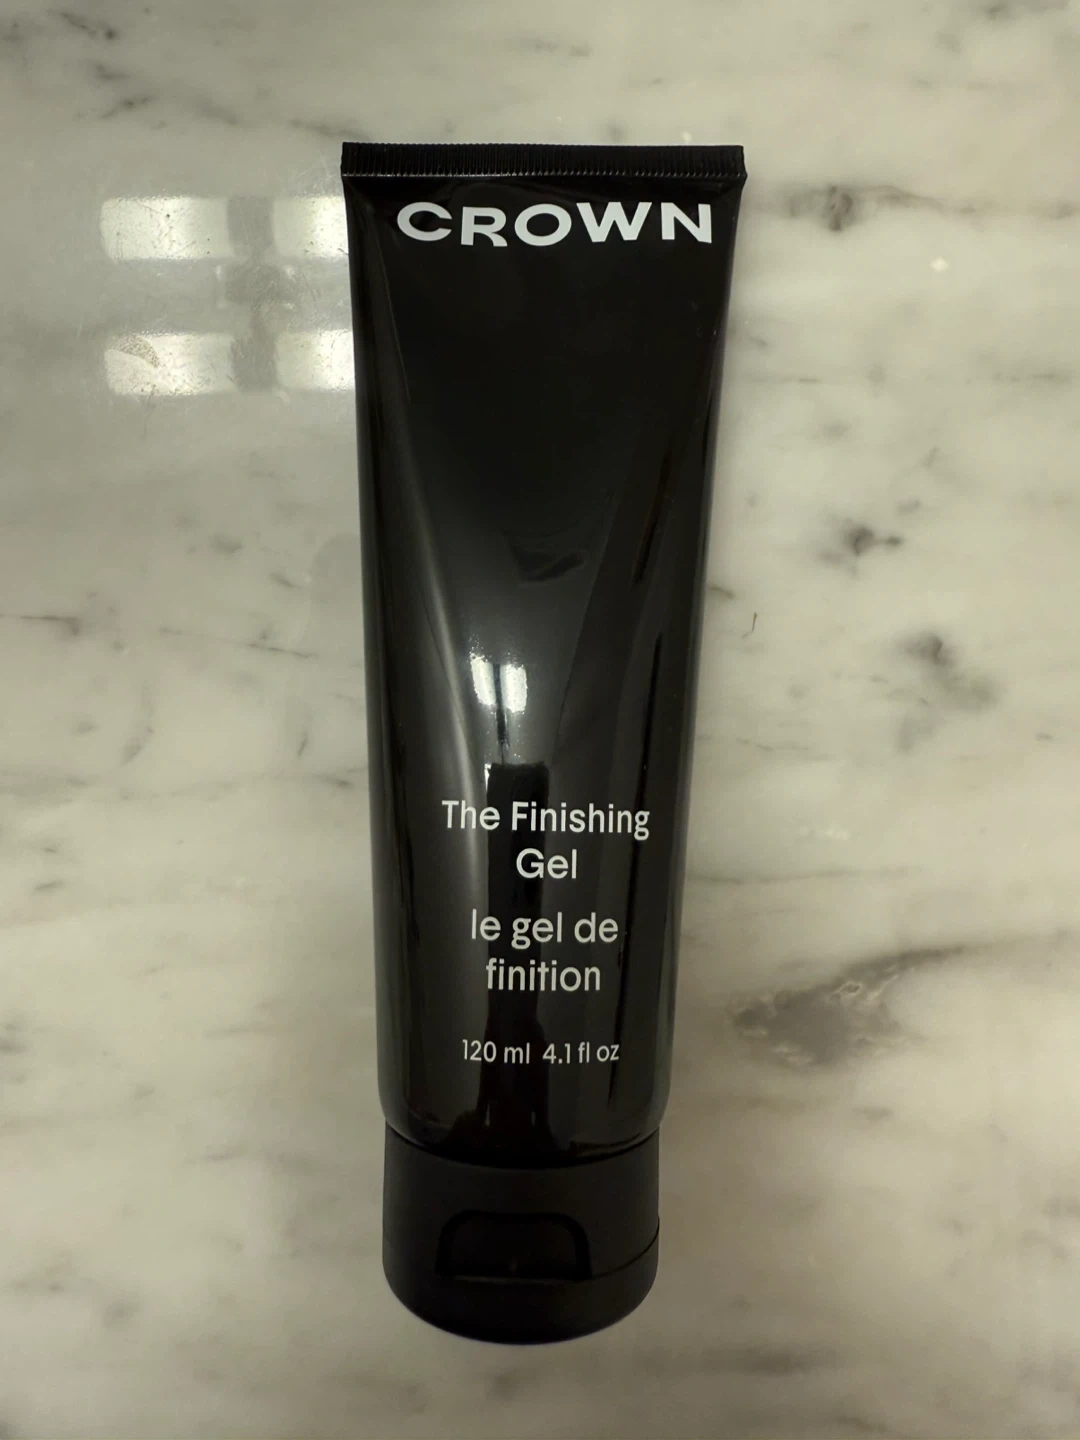 CROWN
The Finishing
Gel
le gel de
finition
120 ml 4.1 fl oz